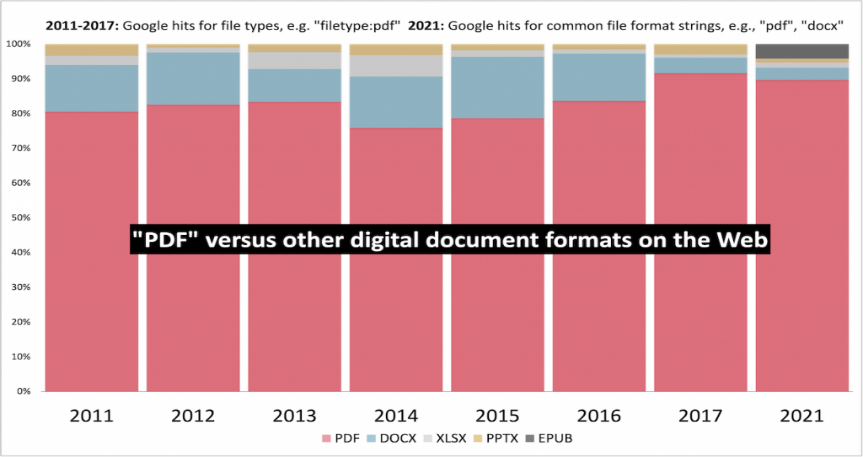 2011-2017: Google hits for file types, e.g. "filetype:pdf" 2021: Google hits for common file format strings, e.g., "pdf", "docx"
100%
90%
80%
70%
60%
50%
40%
30%
20%
10%
0%
"PDF" versus other digital document formats on the Web
2011 2012 2013 2014 2015 2016 2017 2021
PDF DOCX XLSX PPTX EPUB